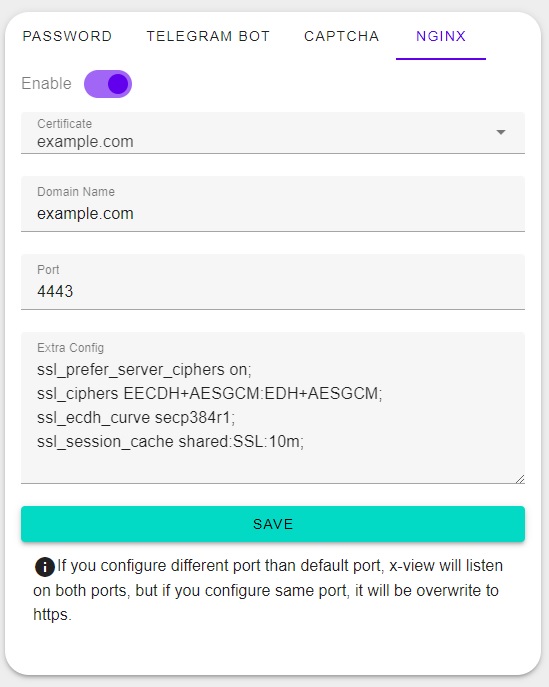 PASSWORD TELEGRAM BOT CAPTCHA NGINX
Enable
Certificate
example.com
Domain Name
example.com
Port
4443
Extra Config
ssl_prefer_server_ciphers on;
ssl_ciphers EECDH+AESGCM:EDH+AESGCM;
ssl_ecdh_curve secp384r1;
ssl_session_cache shared:SSL:10m;
SAVE
If you configure different port than default port, x-view will listen
on both ports, but if you configure same port, it will be overwrite to
https.